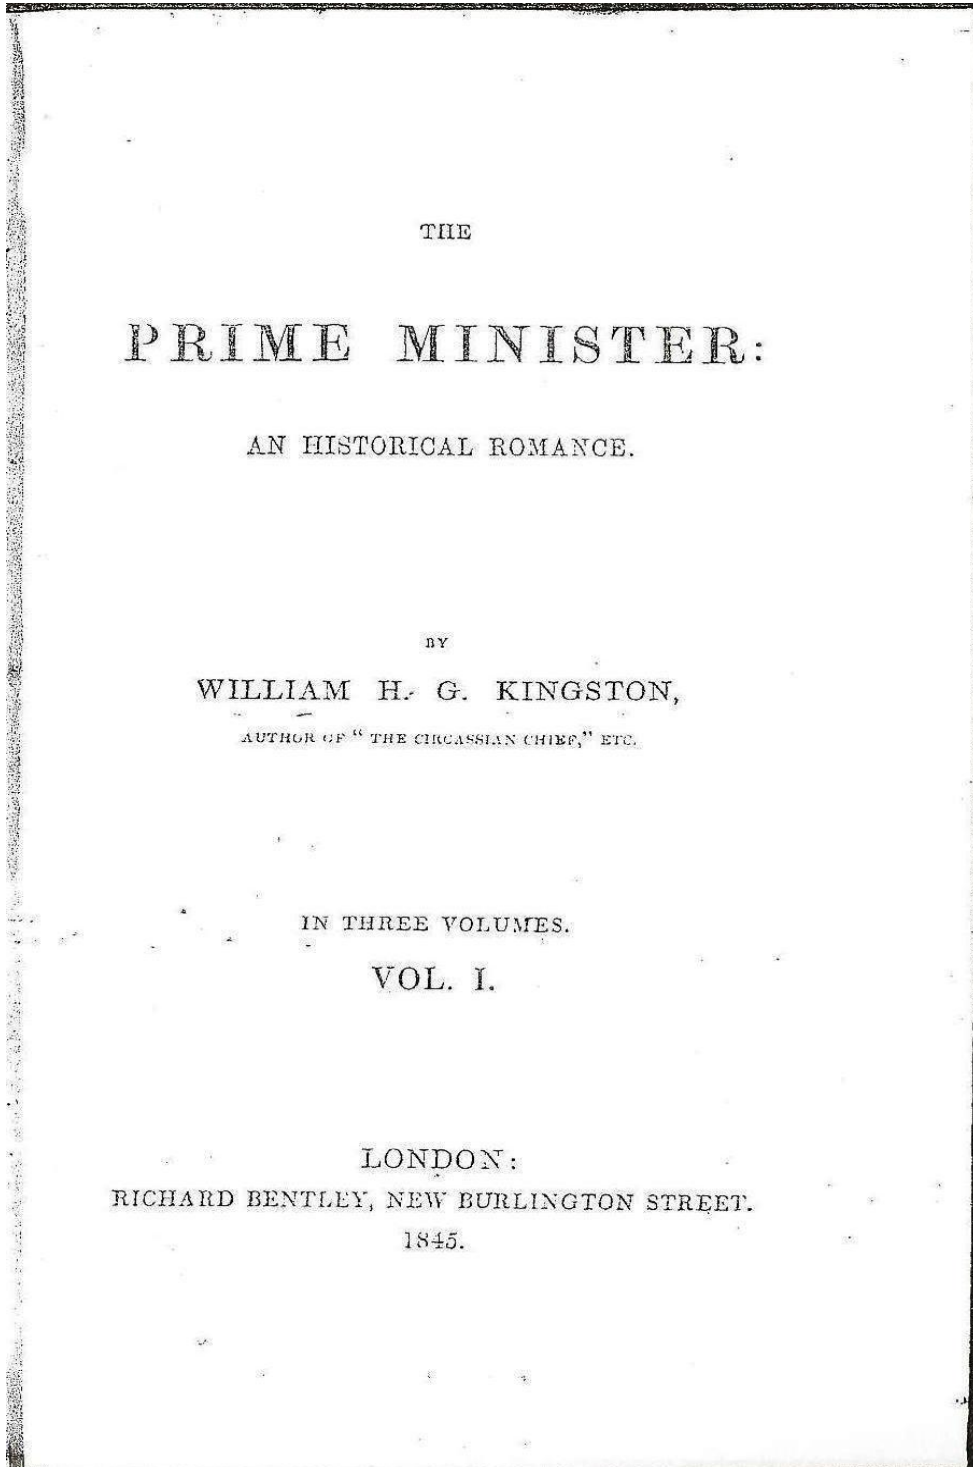 THE
PRIME MINISTER:
AN HISTORICAL ROMANCE.
BY
WILLIAM H. G. KINGSTON,
AUTHOR OF “ THE CIRCASSIAN CHIEF,” ETC.
IN THREE VOLUMES.
VOL. I.
LONDON:
RICHARD BENTLEY, NEW BURLINGTON STREET.
1845.